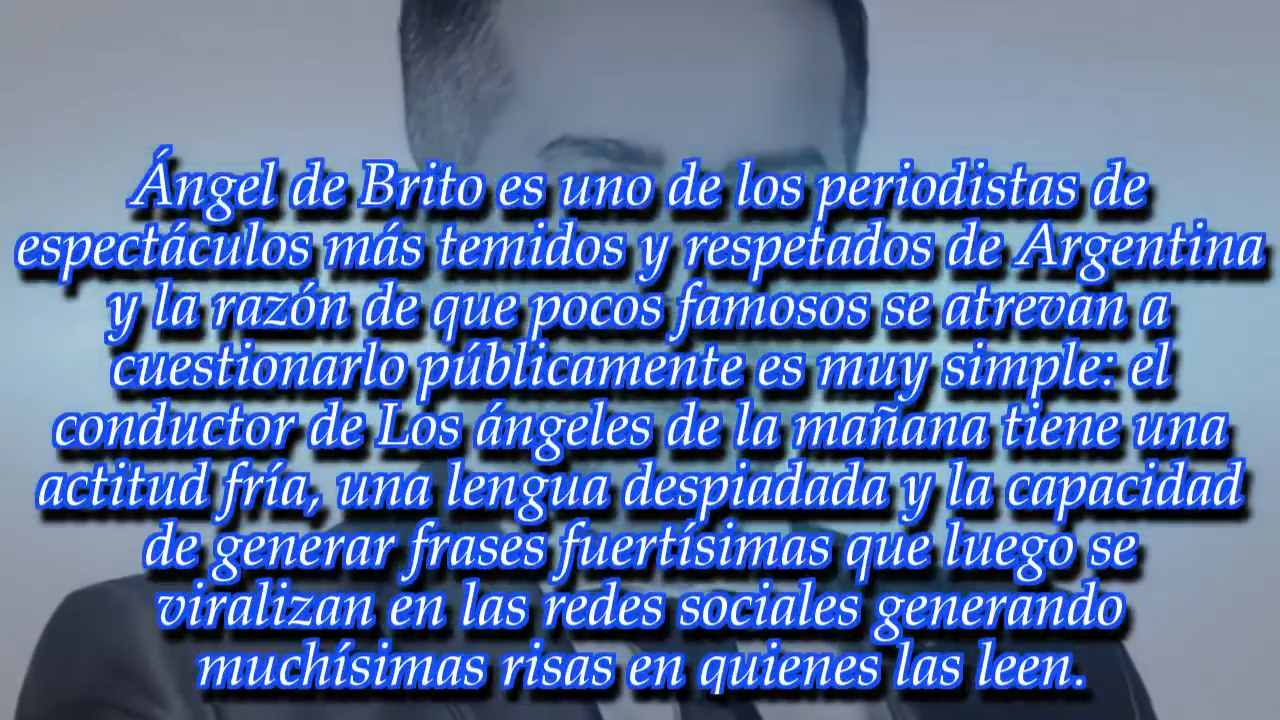 Ángel de Brito es uno de los periodistas de
espectáculos más temidos y respetados de Argentina
y la razón de que pocos famosos se atrevan a
cuestionarlo públicamente es muy simple: el
conductor de Los ángeles de la mañana tiene una
actitud fría, una lengua despiadada y la capacidad
de generar frases fuertísimas que luego se
viralizan en las redes sociales generando
muchísimas risas en quienes las leen.